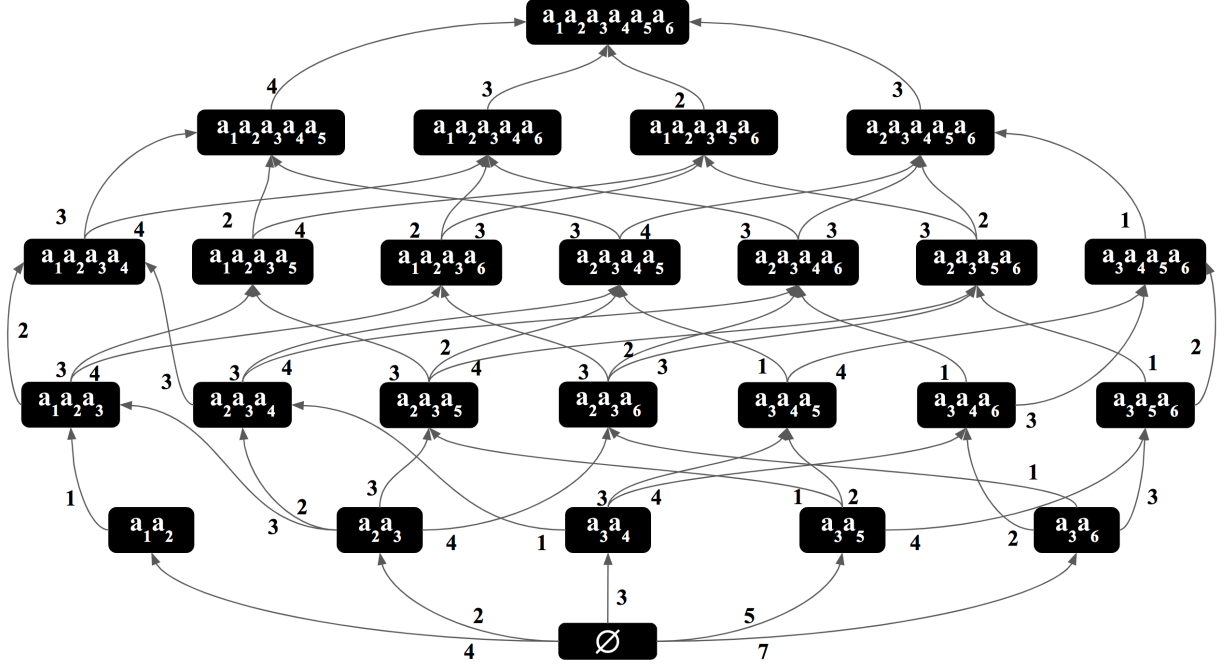 a₁a₂a₃a₄a₅a₆
4 3 2 3
a₁a₂a₃a₄a₅ a₁a₂a₃a₄a₆ a₁a₂a₃a₅a₆ a₂a₃a₄a₅a₆
3 4 2 4 2 3 3 4 3 3 3 2 1
a₁a₂a₃a₄ a₁a₂a₃a₅ a₁a₂a₃a₆ a₂a₃a₄a₅ a₂a₃a₄a₆ a₂a₃a₅a₆ a₃a₄a₅a₆
2 3 4 3 3 4 3 2 4 3 2 3 1 4 1 1 2
a₁a₂a₃ a₂a₃a₄ a₂a₃a₅ a₂a₃a₆ a₃a₄a₅ a₃a₄a₆ a₃a₅a₆
3
1 3 2 3 4 1 3 4 1 2 4 2 1 3
a₁a₂ a₂a₃ a₃a₄ a₃a₅ a₃a₆
4 2 3 5 7
∅